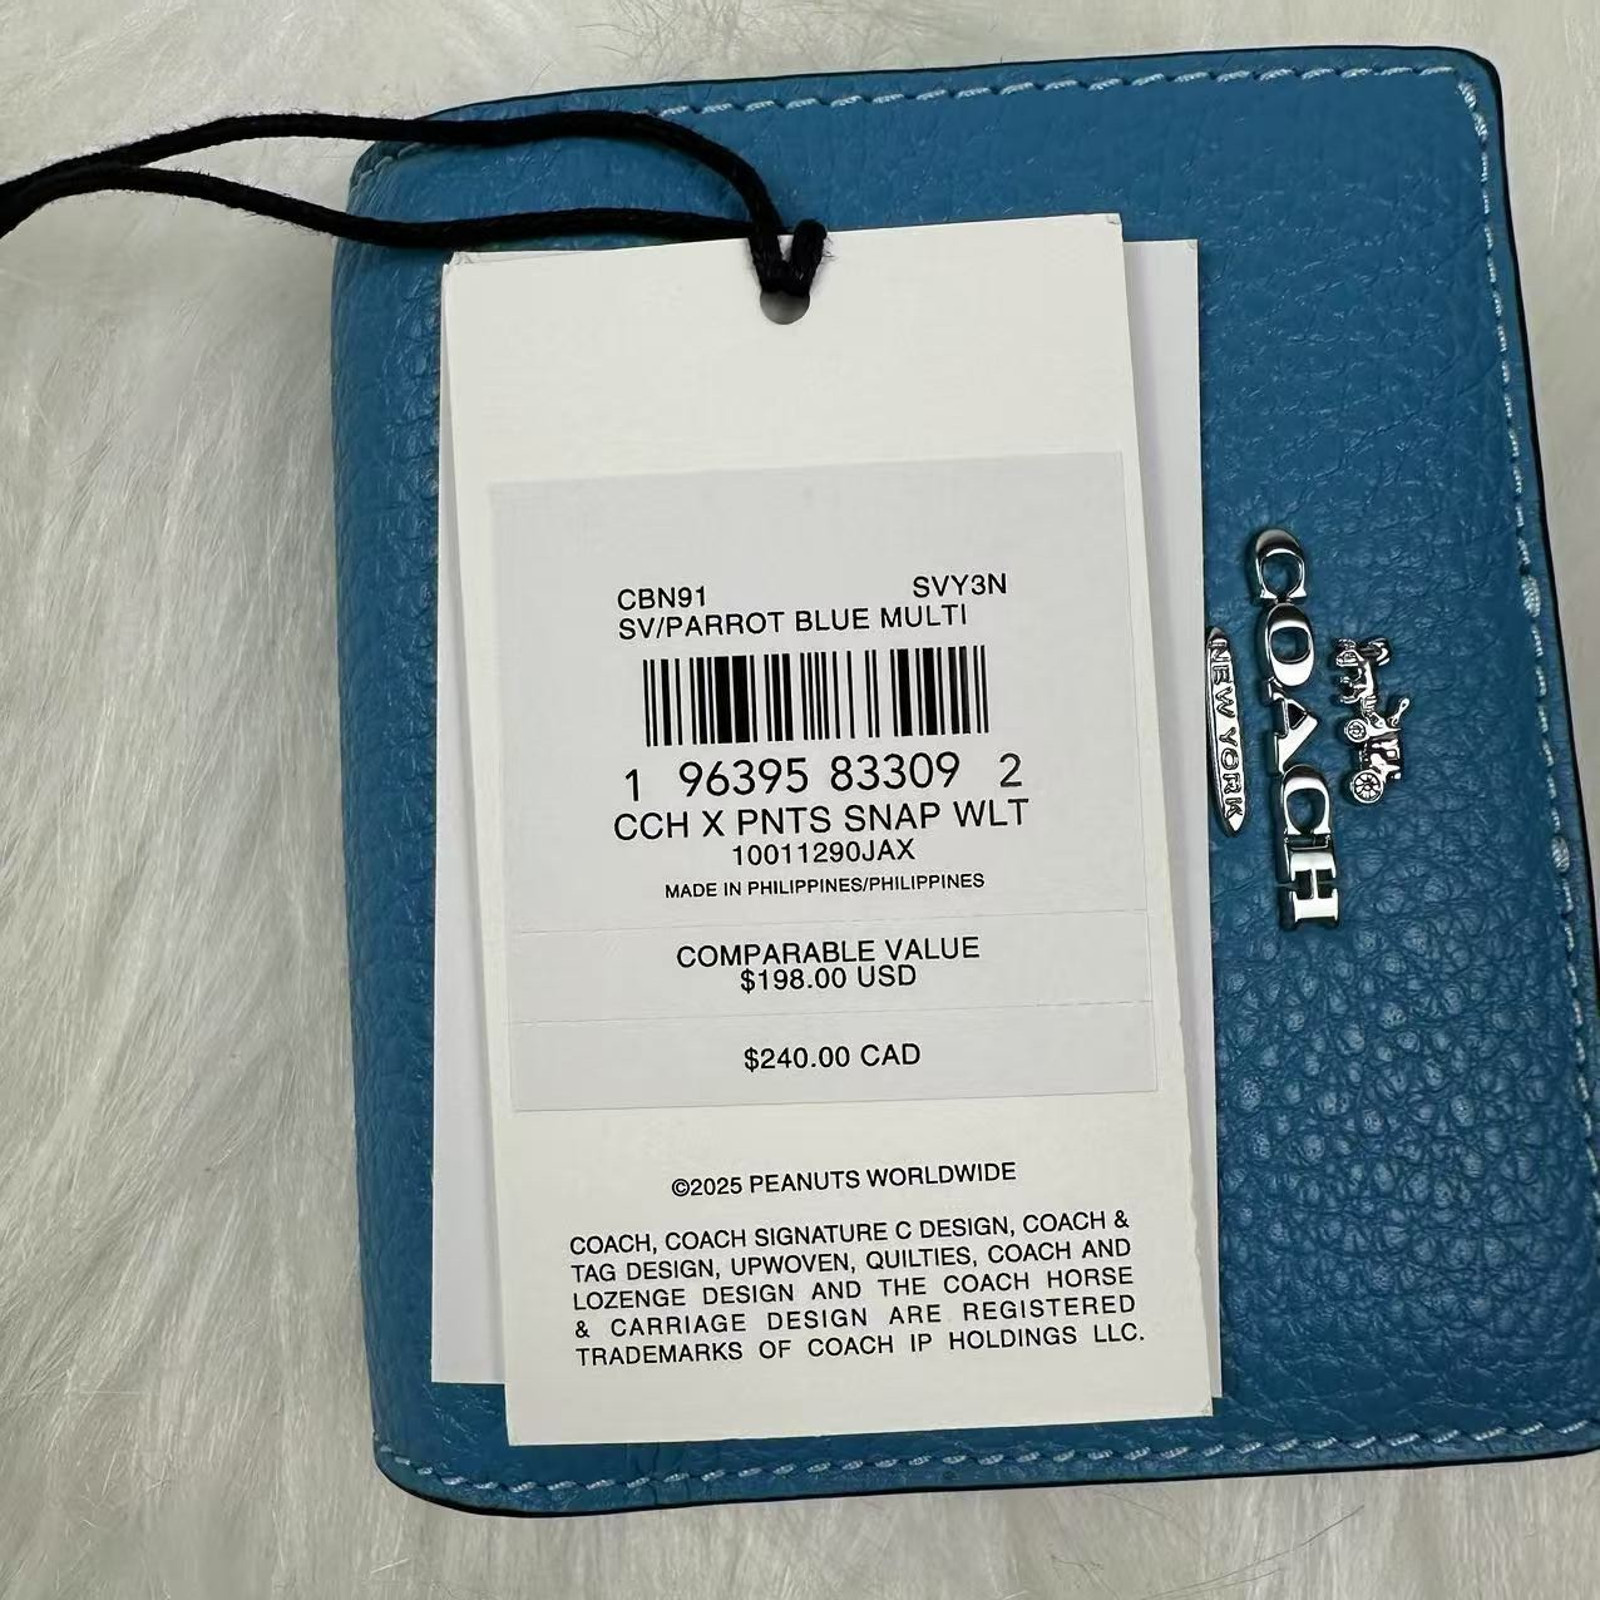 CBN91 SVY3N
SV/PARROT BLUE MULTI
1 96395 83309 2
CCH X PNTS SNAP WLT
10011290JAX
MADE IN PHILIPPINES/PHILIPPINES
COMPARABLE VALUE
$198.00 USD
$240.00 CAD
©2025 PEANUTS WORLDWIDE
COACH, COACH SIGNATURE C DESIGN, COACH &
TAG DESIGN, UPWOVEN, QUILTIES, COACH AND
LOZENGE DESIGN AND THE COACH HORSE
& CARRIAGE DESIGN ARE REGISTERED
TRADEMARKS OF COACH IP HOLDINGS LLC.
COACH
NEW YORK